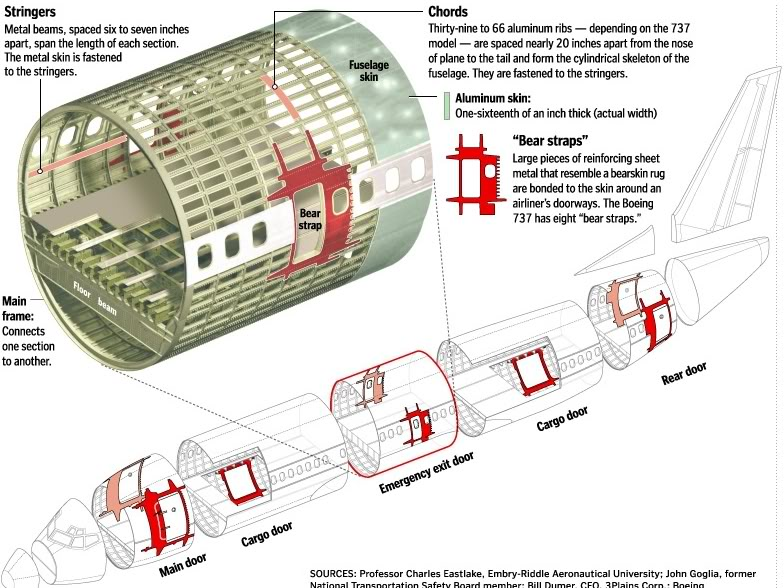 Stringers
Metal beams, spaced six to seven inches
apart, span the length of each section.
The metal skin is fastened
to the stringers.
Chords
Thirty-nine to 66 aluminum ribs — depending on the 737
model — are spaced nearly 20 inches apart from the nose
of plane to the tail and form the cylindrical skeleton of the
fuselage. They are fastened to the stringers.
Fuselage
skin
Aluminum skin:
One-sixteenth of an inch thick (actual width)
“Bear straps”
Large pieces of reinforcing sheet
metal that resemble a bearskin rug
are bonded to the skin around an
airliner’s doorways. The Boeing
737 has eight “bear straps.”
Bear
strap
Floor beam
Main
frame:
Connects
one section
to another.
Rear door
Cargo door
Emergency exit door
Cargo door
Main door
SOURCES: Professor Charles Eastlake, Embry-Riddle Aeronautical University; John Goglia, former
National Transportation Safety Board member; Bill Dumer, CEO, 3Plains Corp.; Boeing